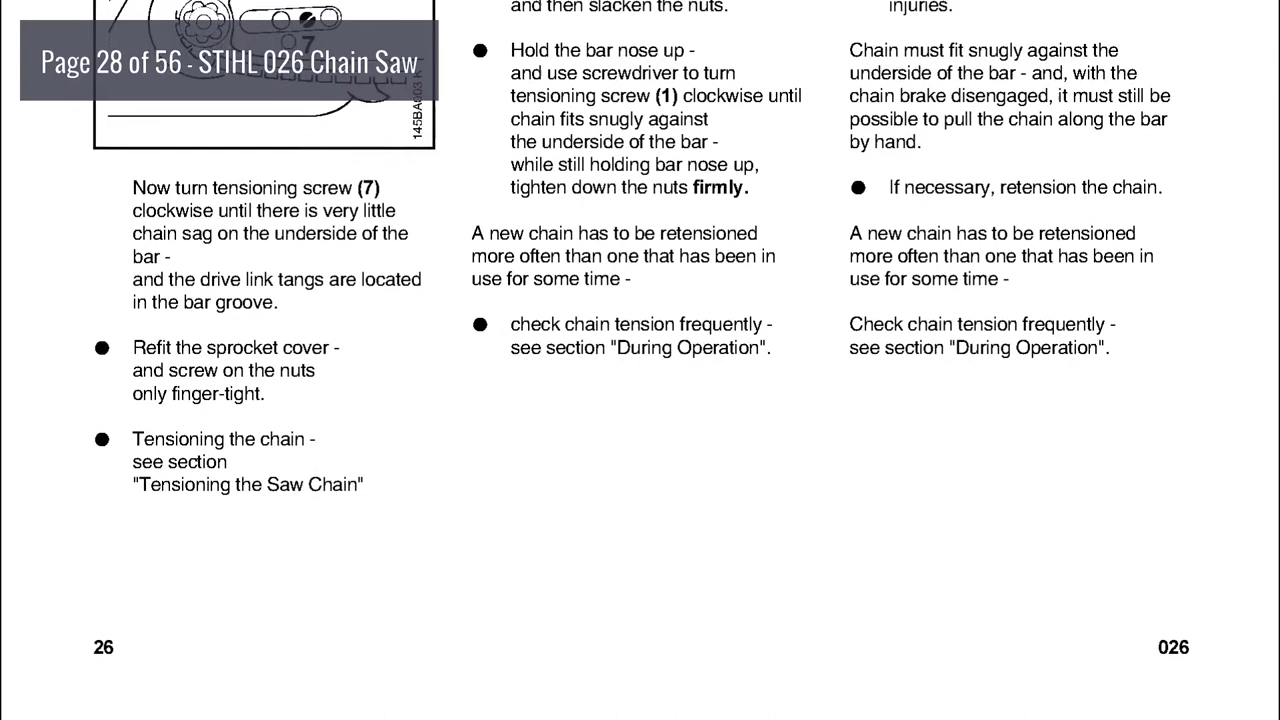 Page 28 of 56 - STIHL 026 Chain Saw
7
145BA903 K
Now turn tensioning screw (7)
clockwise until there is very little
chain sag on the underside of the
bar -
and the drive link tangs are located
in the bar groove.
● Refit the sprocket cover -
and screw on the nuts
only finger-tight.
● Tensioning the chain -
see section
"Tensioning the Saw Chain"
and then slacken the nuts.
● Hold the bar nose up -
and use screwdriver to turn
tensioning screw (1) clockwise until
chain fits snugly against
the underside of the bar -
while still holding bar nose up,
tighten down the nuts firmly.
A new chain has to be retensioned
more often than one that has been in
use for some time -
● check chain tension frequently -
see section "During Operation".
injuries.
Chain must fit snugly against the
underside of the bar - and, with the
chain brake disengaged, it must still be
possible to pull the chain along the bar
by hand.
● If necessary, retension the chain.
A new chain has to be retensioned
more often than one that has been in
use for some time -
Check chain tension frequently -
see section "During Operation".
26
026